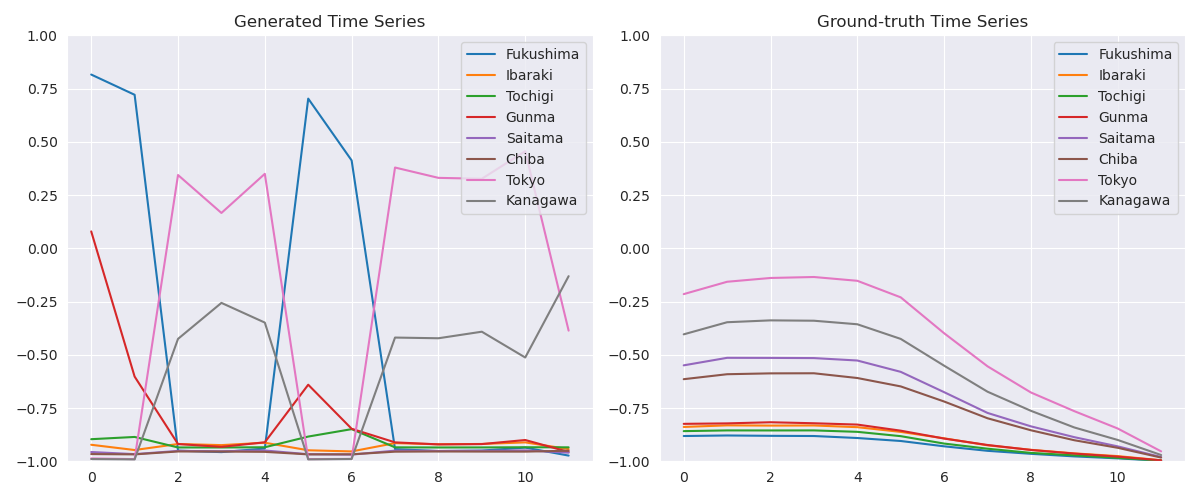 Generated Time Series
1.00
0.75
0.50
0.25
0.00
−0.25
−0.50
−0.75
−1.00
0 2 4 6 8 10
Fukushima
Ibaraki
Tochigi
Gunma
Saitama
Chiba
Tokyo
Kanagawa
Ground-truth Time Series
1.00
0.75
0.50
0.25
0.00
−0.25
−0.50
−0.75
−1.00
0 2 4 6 8 10
Fukushima
Ibaraki
Tochigi
Gunma
Saitama
Chiba
Tokyo
Kanagawa